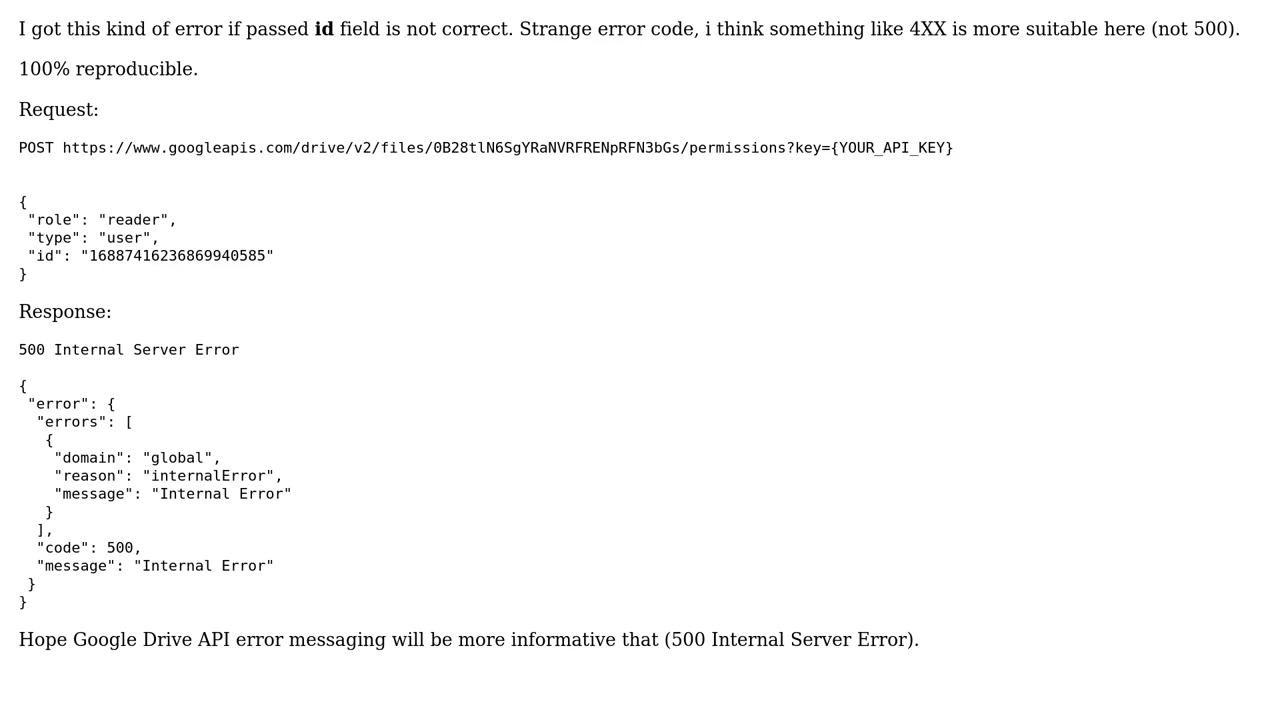 I got this kind of error if passed id field is not correct. Strange error code, i think something like 4XX is more suitable here (not 500).
100% reproducible.
Request:
POST https://www.googleapis.com/drive/v2/files/0B28tlN6SgYRaNVRFRENpRFN3bGs/permissions?key={YOUR_API_KEY}
{
 "role": "reader",
 "type": "user",
 "id": "16887416236869940585"
}
Response:
500 Internal Server Error
{
 "error": {
  "errors": [
   {
    "domain": "global",
    "reason": "internalError",
    "message": "Internal Error"
   }
  ],
  "code": 500,
  "message": "Internal Error"
 }
}
Hope Google Drive API error messaging will be more informative that (500 Internal Server Error).